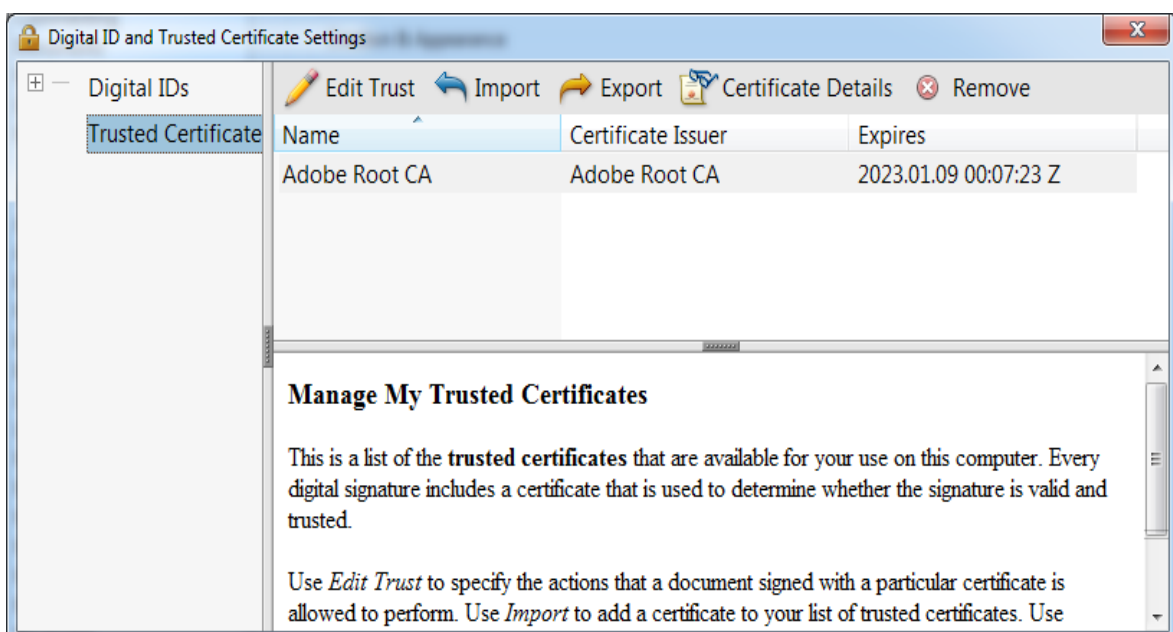 Digital ID and Trusted Certificate Settings
Digital IDs
Trusted Certificate
Edit Trust Import Export Certificate Details Remove
Name Certificate Issuer Expires
Adobe Root CA Adobe Root CA 2023.01.09 00:07:23 Z
Manage My Trusted Certificates
This is a list of the trusted certificates that are available for your use on this computer. Every
digital signature includes a certificate that is used to determine whether the signature is valid and
trusted.
Use Edit Trust to specify the actions that a document signed with a particular certificate is
allowed to perform. Use Import to add a certificate to your list of trusted certificates. Use